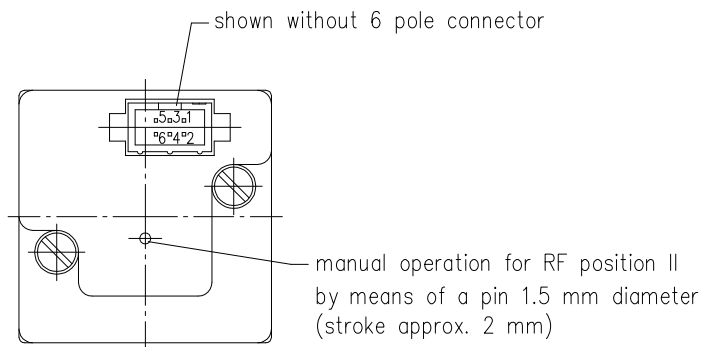 shown without 6 pole connector
5 3 1
6 4 2
manual operation for RF position II
by means of a pin 1.5 mm diameter
(stroke approx. 2 mm)